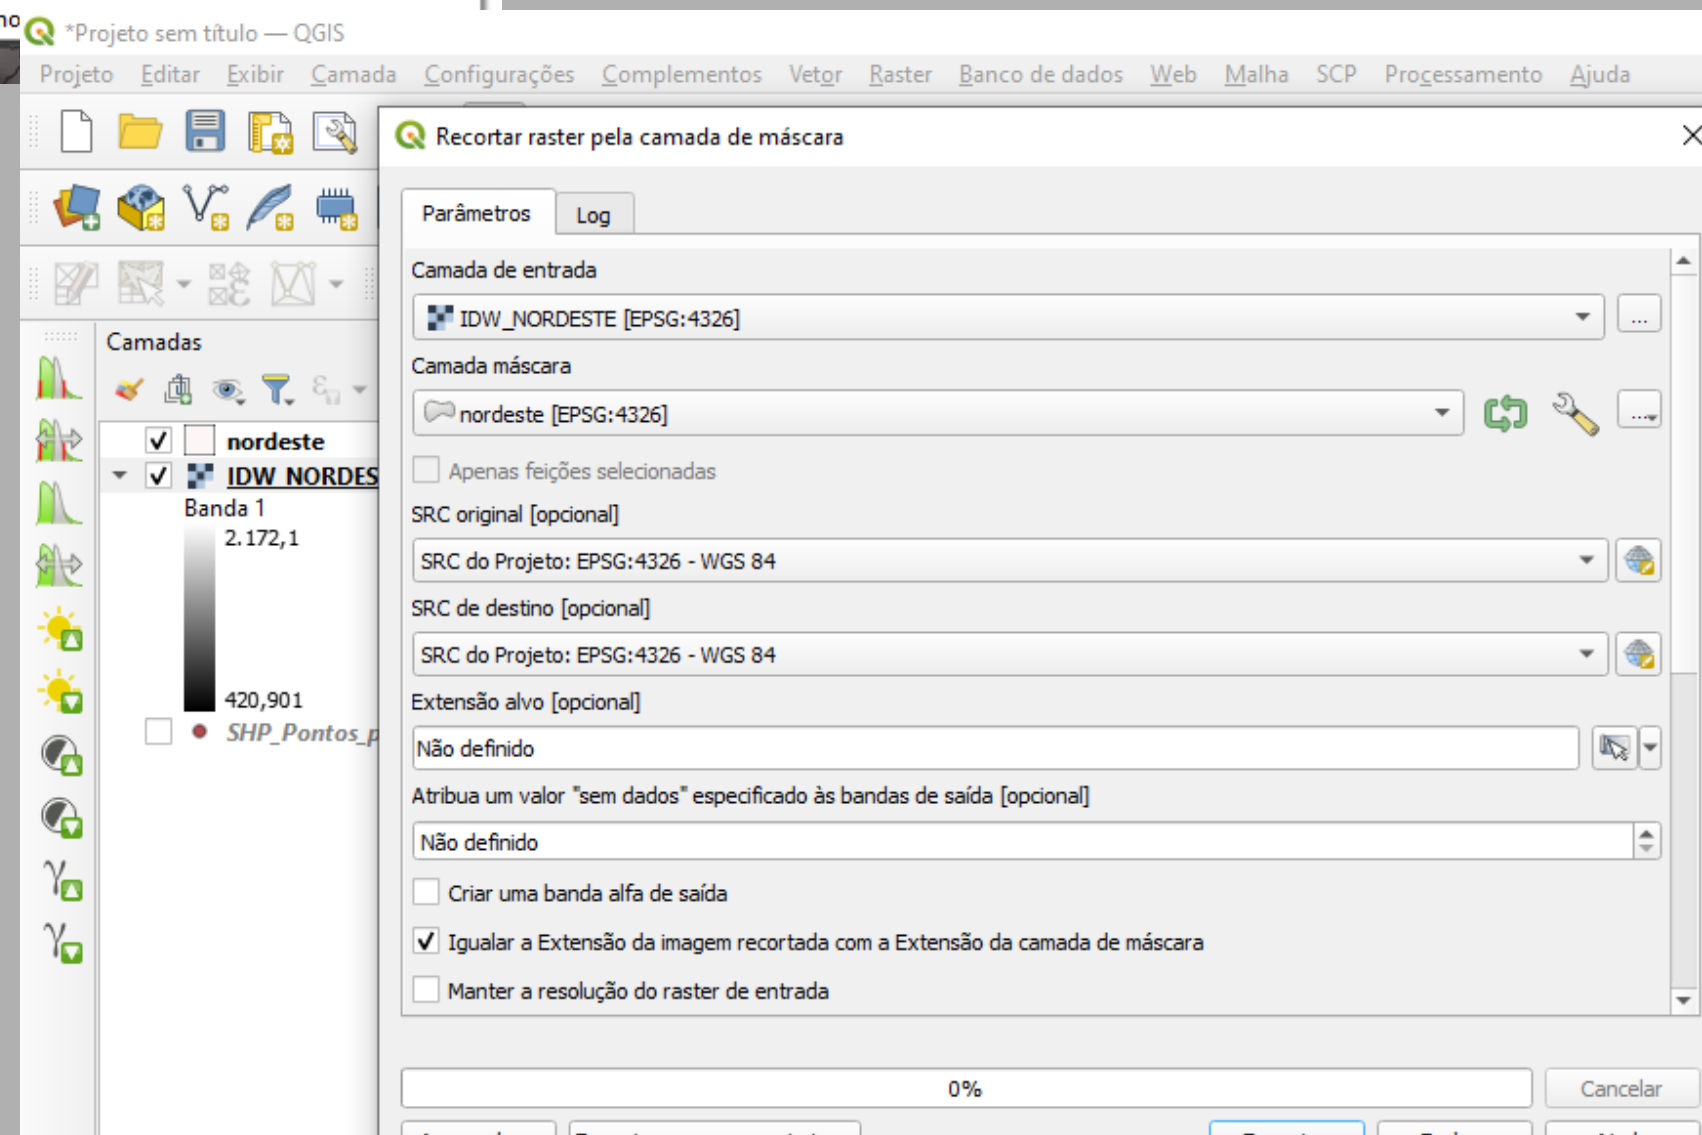 *Projeto sem título — QGIS
Projeto Editar Exibir Camada Configurações Complementos Vetor Raster Banco de dados Web Malha SCP Processamento Ajuda
Recortar raster pela camada de máscara
Parâmetros Log
Camada de entrada
IDW_NORDESTE [EPSG:4326]
...
Camada máscara
nordeste [EPSG:4326]
...
Apenas feições selecionadas
SRC original [opcional]
SRC do Projeto: EPSG:4326 - WGS 84
SRC de destino [opcional]
SRC do Projeto: EPSG:4326 - WGS 84
Extensão alvo [opcional]
Não definido
Atribua um valor "sem dados" especificado às bandas de saída [opcional]
Não definido
Criar uma banda alfa de saída
Igualar a Extensão da imagem recortada com a Extensão da camada de máscara
Manter a resolução do raster de entrada
0%
Cancelar
Camadas
nordeste
IDW_NORDES
Banda 1
2.172,1
420,901
SHP_Pontos_p